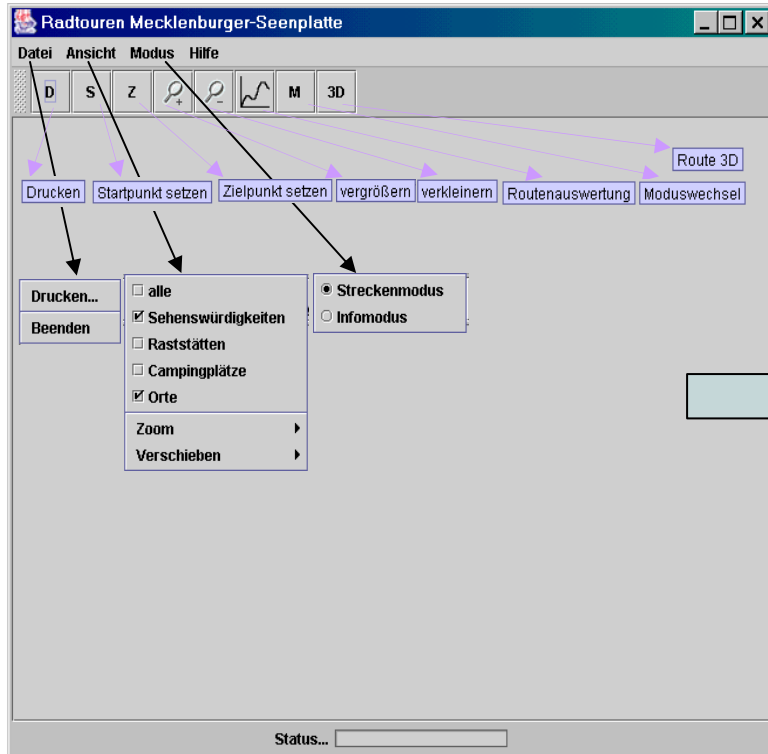 Radtouren Mecklenburger-Seenplatte
Datei Ansicht Modus Hilfe
D S Z + - M 3D
Route 3D
Drucken Startpunkt setzen Zielpunkt setzen vergrößern verkleinern Routenauswertung Moduswechsel
Drucken...
Beenden
alle
Sehenswürdigkeiten
Raststätten
Campingplätze
Orte
Zoom
Verschieben
Streckenmodus
Infomodus
Status...